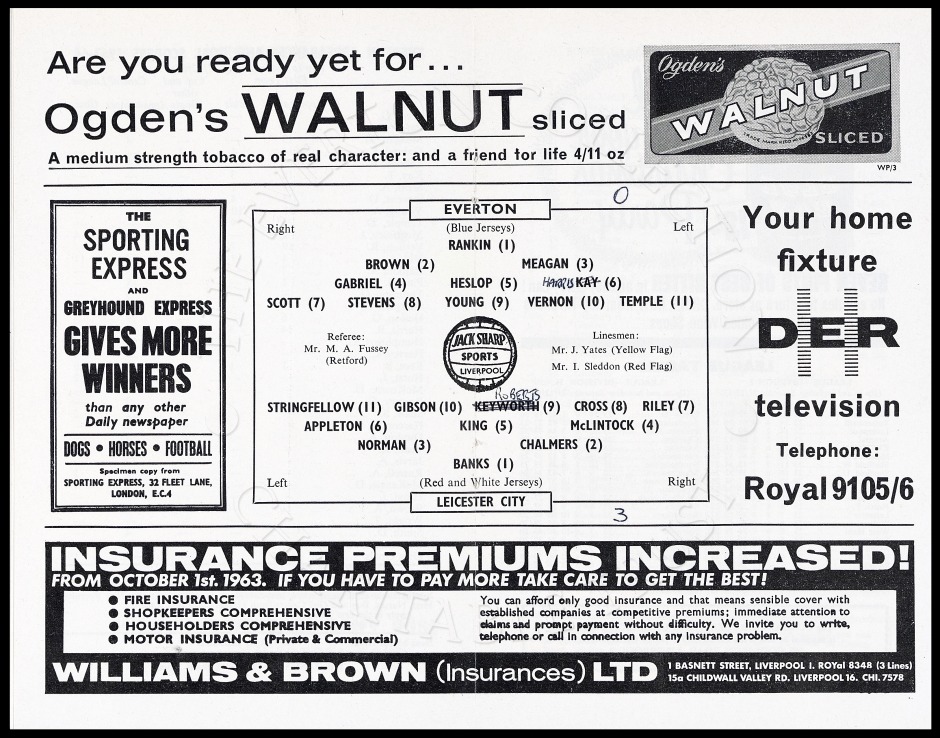 Are you ready yet for...
Ogden's WALNUT sliced
A medium strength tobacco of real character: and a friend for life 4/11 oz
Ogden's
WALNUT
SLICED
WP/3
THE
SPORTING
EXPRESS
AND
GREYHOUND EXPRESS
GIVES MORE
WINNERS
than any other
Daily newspaper
DOGS • HORSES • FOOTBALL
Specimen copy from
SPORTING EXPRESS, 32 FLEET LANE,
LONDON, E.C.4
0
EVERTON
Right (Blue Jerseys) Left
RANKIN (1)
BROWN (2) MEAGAN (3)
GABRIEL (4) HESLOP (5) HARRIS KAY (6)
SCOTT (7) STEVENS (8) YOUNG (9) VERNON (10) TEMPLE (11)
Referee:
Mr. M. A. Fussey
(Retford)
JACK SHARP
SPORTS
LIVERPOOL
Linesmen:
Mr. J. Yates (Yellow Flag)
Mr. I. Sleddon (Red Flag)
ROBERTS
STRINGFELLOW (11) GIBSON (10) KEYWORTH (9) CROSS (8) RILEY (7)
APPLETON (6) KING (5) McLINTOCK (4)
NORMAN (3) CHALMERS (2)
BANKS (1)
Left (Red and White Jerseys) Right
LEICESTER CITY
3
Your home
fixture
DER
television
Telephone:
Royal 9105/6
INSURANCE PREMIUMS INCREASED!
FROM OCTOBER 1st. 1963. IF YOU HAVE TO PAY MORE TAKE CARE TO GET THE BEST!
● FIRE INSURANCE
● SHOPKEEPERS COMPREHENSIVE
● HOUSEHOLDERS COMPREHENSIVE
● MOTOR INSURANCE (Private & Commercial)
You can afford only good insurance and that means sensible cover with
established companies at competitive premiums; immediate attention to
claims and prompt payment without difficulty. We invite you to write,
telephone or call in connection with any insurance problem.
WILLIAMS & BROWN (Insurances) LTD
1 BASNETT STREET, LIVERPOOL 1. ROYal 8348 (3 Lines)
15a CHILDWALL VALLEY RD. LIVERPOOL 16. CHI. 7578